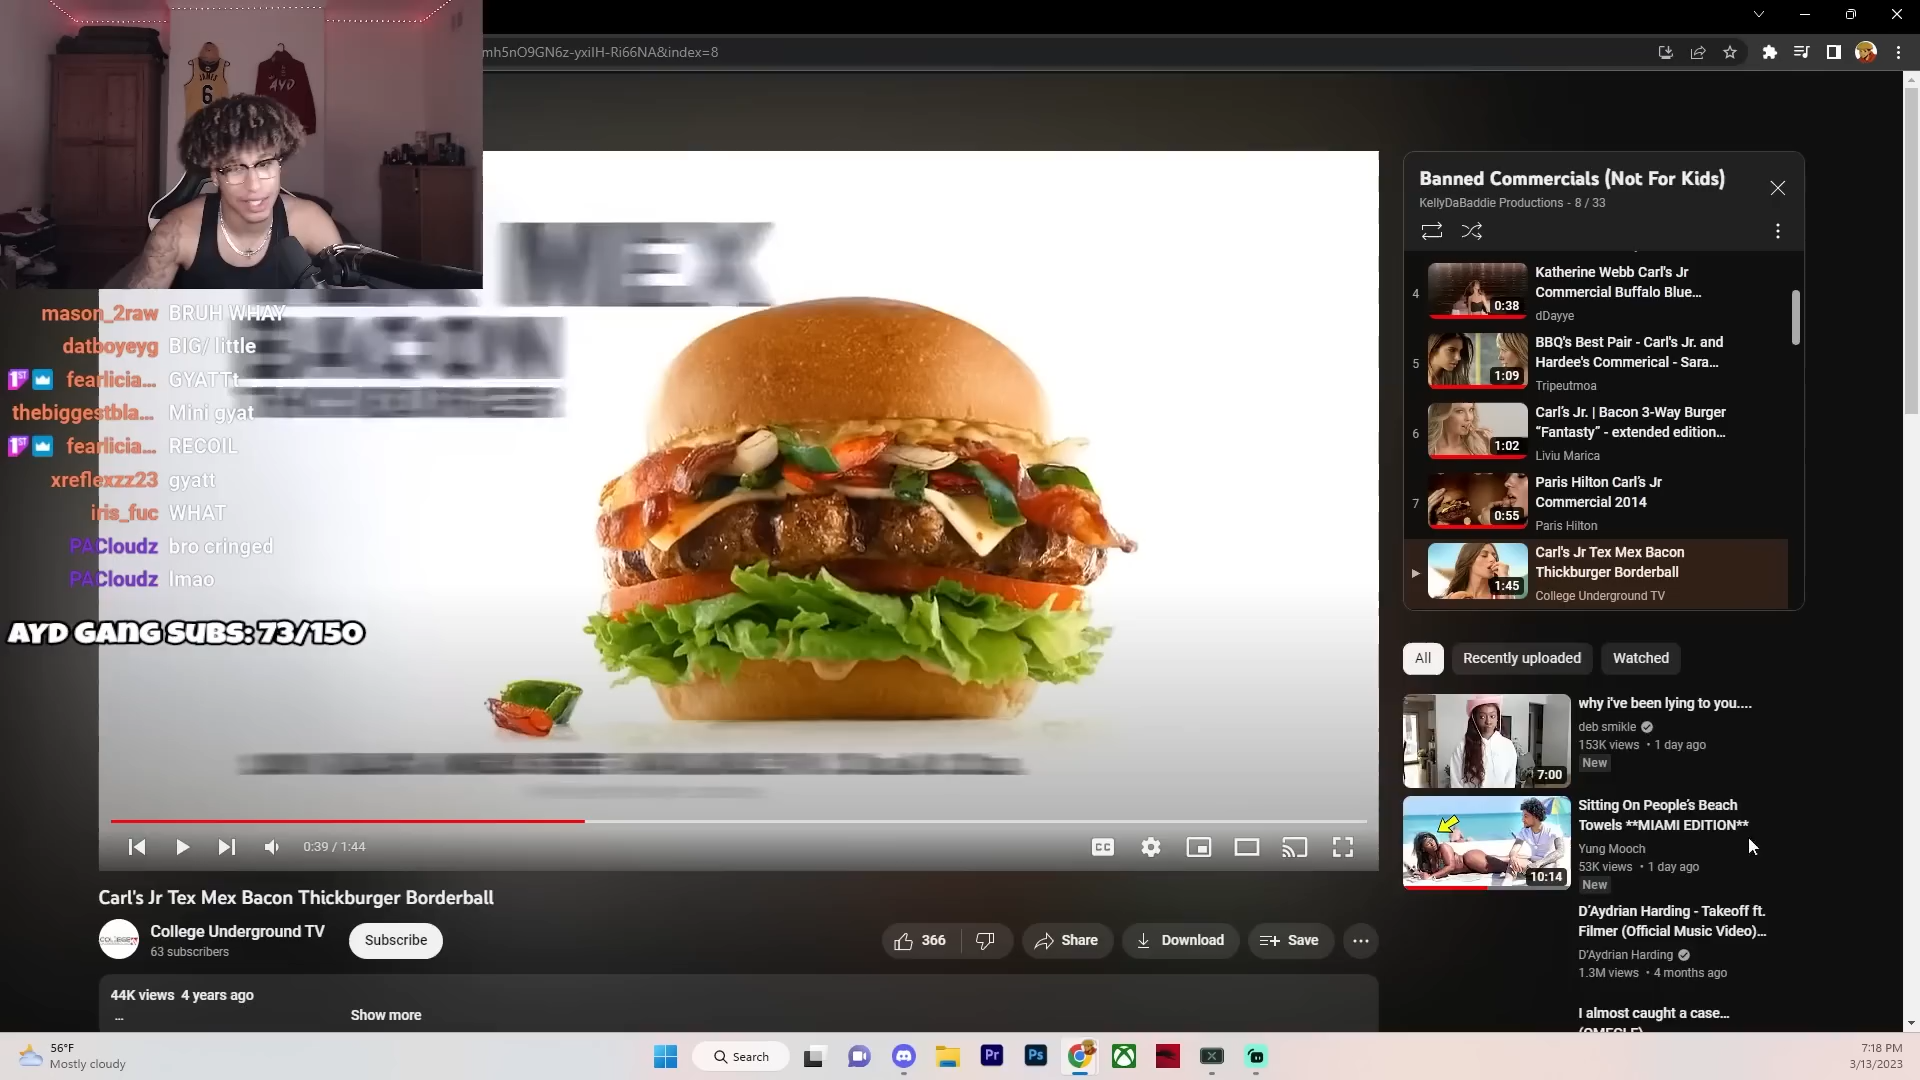 mh5nO9GN6z-yxilH-Ri66NA&index=8
JAMES
6
AYD
MEX
BACON
mason_2raw BRUH WHAY
datboyeyg BIG/ little
fearlicia... GYATTt
thebiggestbla... Mini gyat
fearlicia... RECOIL
xreflexzz23 gyatt
iris_fuc WHAT
PACloudz bro cringed
PACloudz lmao
AYD GANG SUBS: 73/150
0:39 / 1:44
CC
Carl's Jr Tex Mex Bacon Thickburger Borderball
College Underground TV
63 subscribers
Subscribe
366
Share
Download
Save
44K views 4 years ago
...
Show more
Banned Commercials (Not For Kids)
KellyDaBaddie Productions - 8 / 33
4
0:38
Katherine Webb Carl's Jr
Commercial Buffalo Blue...
dDayye
5
1:09
BBQ's Best Pair - Carl's Jr. and
Hardee's Commerical - Sara...
Tripeutmoa
6
1:02
Carl's Jr. | Bacon 3-Way Burger
“Fantasty” - extended edition...
Liviu Marica
7
0:55
Paris Hilton Carl's Jr
Commercial 2014
Paris Hilton
1:45
Carl's Jr Tex Mex Bacon
Thickburger Borderball
College Underground TV
All
Recently uploaded
Watched
7:00
why i've been lying to you....
deb smikle
153K views • 1 day ago
New
10:14
Sitting On People's Beach
Towels **MIAMI EDITION**
Yung Mooch
53K views • 1 day ago
New
D'Aydrian Harding - Takeoff ft.
Filmer (Official Music Video)...
D'Aydrian Harding
1.3M views • 4 months ago
I almost caught a case...
(OMEGLE)
56°F
Mostly cloudy
Search
Pr
Ps
7:18 PM
3/13/2023